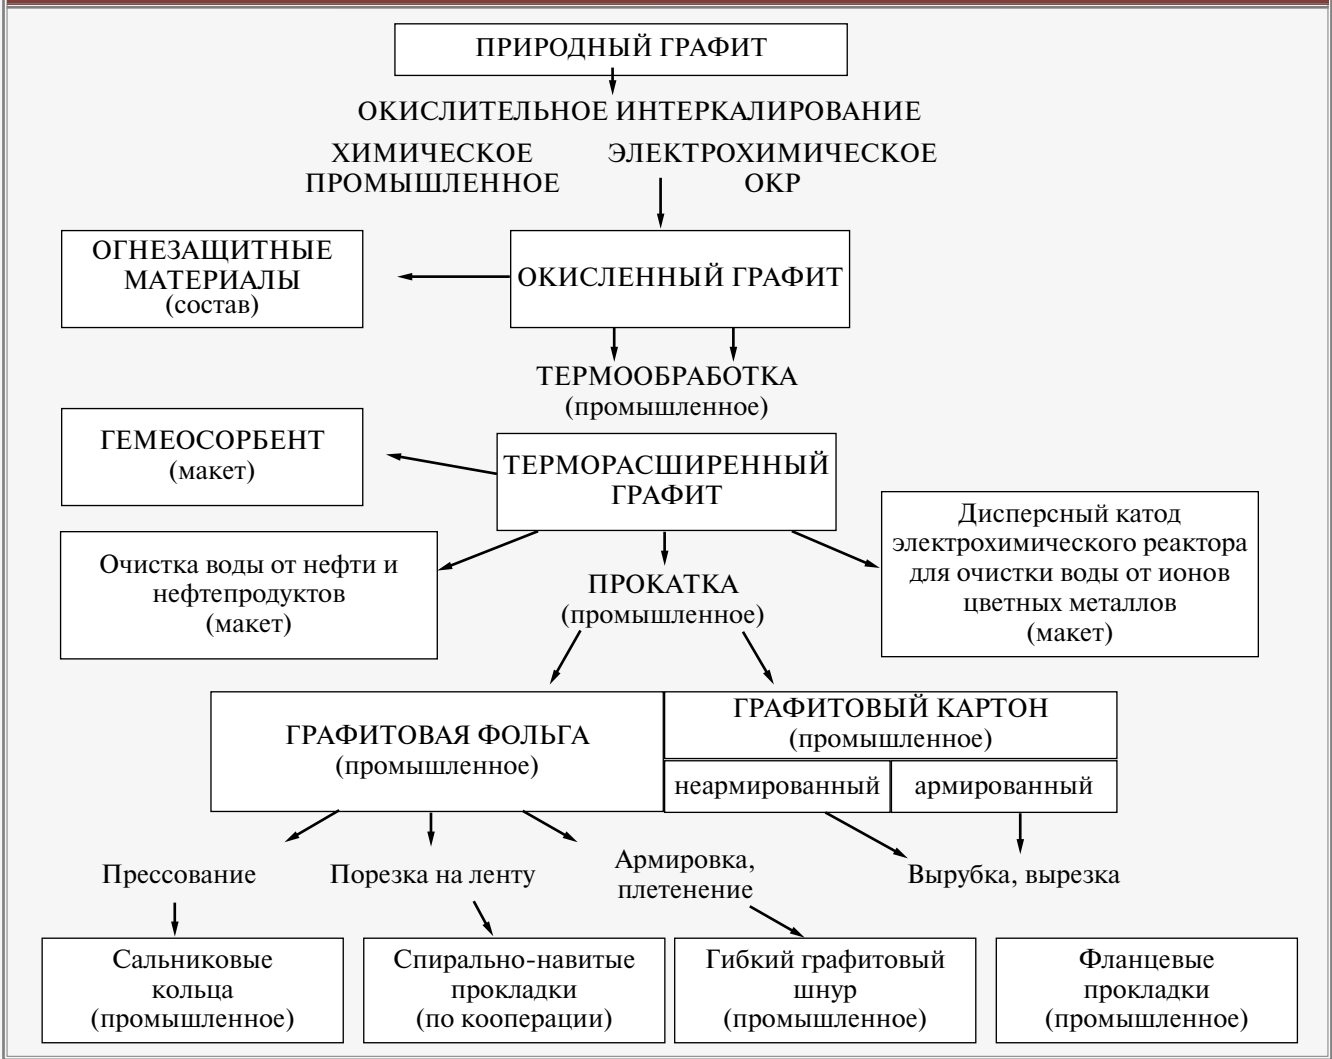 ПРИРОДНЫЙ ГРАФИТ
ОКИСЛИТЕЛЬНОЕ ИНТЕРКАЛИРОВАНИЕ
ХИМИЧЕСКОЕ
ПРОМЫШЛЕННОЕ
ЭЛЕКТРОХИМИЧЕСКОЕ
ОКР
ОГНЕЗАЩИТНЫЕ
МАТЕРИАЛЫ
(состав)
ОКИСЛЕННЫЙ ГРАФИТ
ТЕРМООБРАБОТКА
(промышленное)
ГЕМЕОСОРБЕНТ
(макет)
ТЕРМОРАСШИРЕННЫЙ
ГРАФИТ
Очистка воды от нефти и
нефтепродуктов
(макет)
ПРОКАТКА
(промышленное)
Дисперсный катод
электрохимического реактора
для очистки воды от ионов
цветных металлов
(макет)
ГРАФИТОВАЯ ФОЛЬГА
(промышленное)
ГРАФИТОВЫЙ КАРТОН
(промышленное)
неармированный
армированный
Прессование
Порезка на ленту
Армировка,
плетенение
Вырубка, вырезка
Сальниковые
кольца
(промышленное)
Спирально-навитые
прокладки
(по кооперации)
Гибкий графитовый
шнур
(промышленное)
Фланцевые
прокладки
(промышленное)